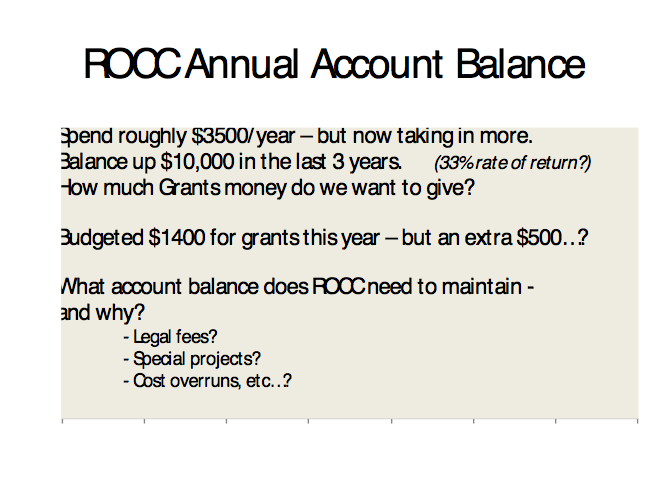 ROCC Annual Account Balance
Spend roughly $3500/year – but now taking in more.
Balance up $10,000 in the last 3 years. (33% rate of return?)
How much Grants money do we want to give?
Budgeted $1400 for grants this year – but an extra $500…?
What account balance does ROCC need to maintain -
and why?
- Legal fees?
- Special projects?
- Cost overruns, etc…?